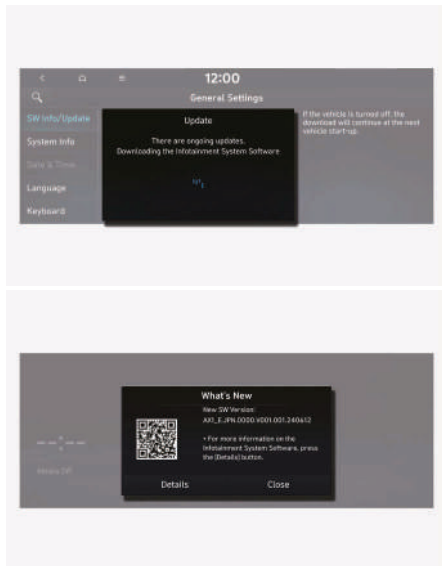 12:00
General Settings
SW Info/Update
System Info
Date & Time
Language
Keyboard
Update
There are ongoing updates.
Downloading the Infotainment System Software
If the vehicle is turned off, the
download will continue at the next
vehicle start-up.
What's New
New SW Version:
AX1_E.JPN.0000.V001.001.240612
• For more information on the
Infotainment System Software, press
the [Details] button.
Details
Close
--:--
Media Off